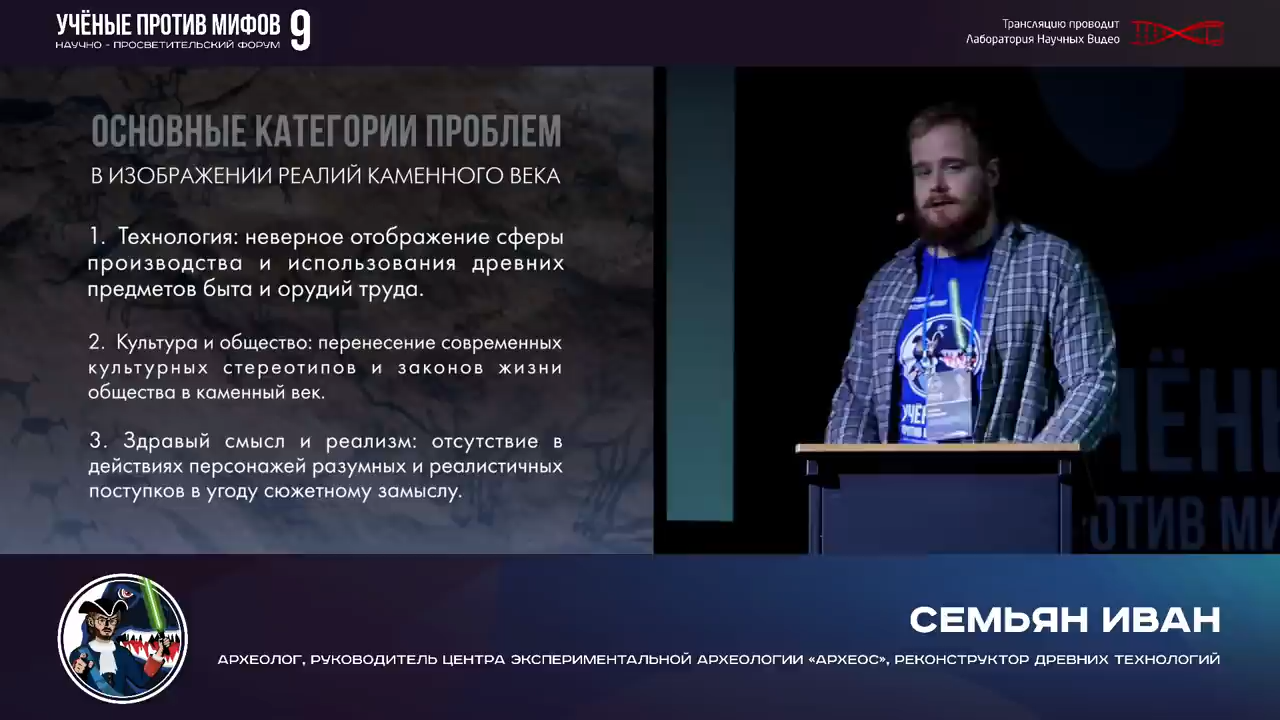 УЧЁНЫЕ ПРОТИВ МИФОВ 9
НАУЧНО - ПРОСВЕТИТЕЛЬСКИЙ ФОРУМ
Трансляцию проводит
Лаборатория Научных Видео
ОСНОВНЫЕ КАТЕГОРИИ ПРОБЛЕМ
В ИЗОБРАЖЕНИИ РЕАЛИЙ КАМЕННОГО ВЕКА
1. Технология: неверное отображение сферы
производства и использования древних
предметов быта и орудий труда.
2. Культура и общество: перенесение современных
культурных стереотипов и законов жизни
общества в каменный век.
3. Здравый смысл и реализм: отсутствие в
действиях персонажей разумных и реалистичных
поступков в угоду сюжетному замыслу.
СЕМЬЯН ИВАН
АРХЕОЛОГ, РУКОВОДИТЕЛЬ ЦЕНТРА ЭКСПЕРИМЕНТАЛЬНОЙ АРХЕОЛОГИИ «АРХЕОС», РЕКОНСТРУКТОР ДРЕВНИХ ТЕХНОЛОГИЙ